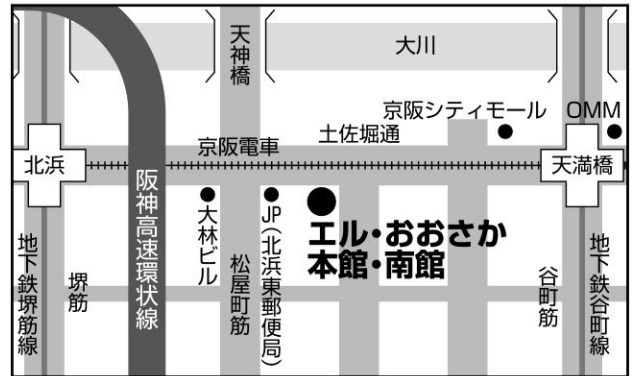 天神橋
大川
京阪シティモール
OMM
土佐堀通
京阪電車
北浜
天満橋
阪神高速環状線
大林ビル
JP(北浜東郵便局)
エル・おおさか
本館・南館
地下鉄堺筋線
堺筋
松屋町筋
谷町筋
地下鉄谷町線